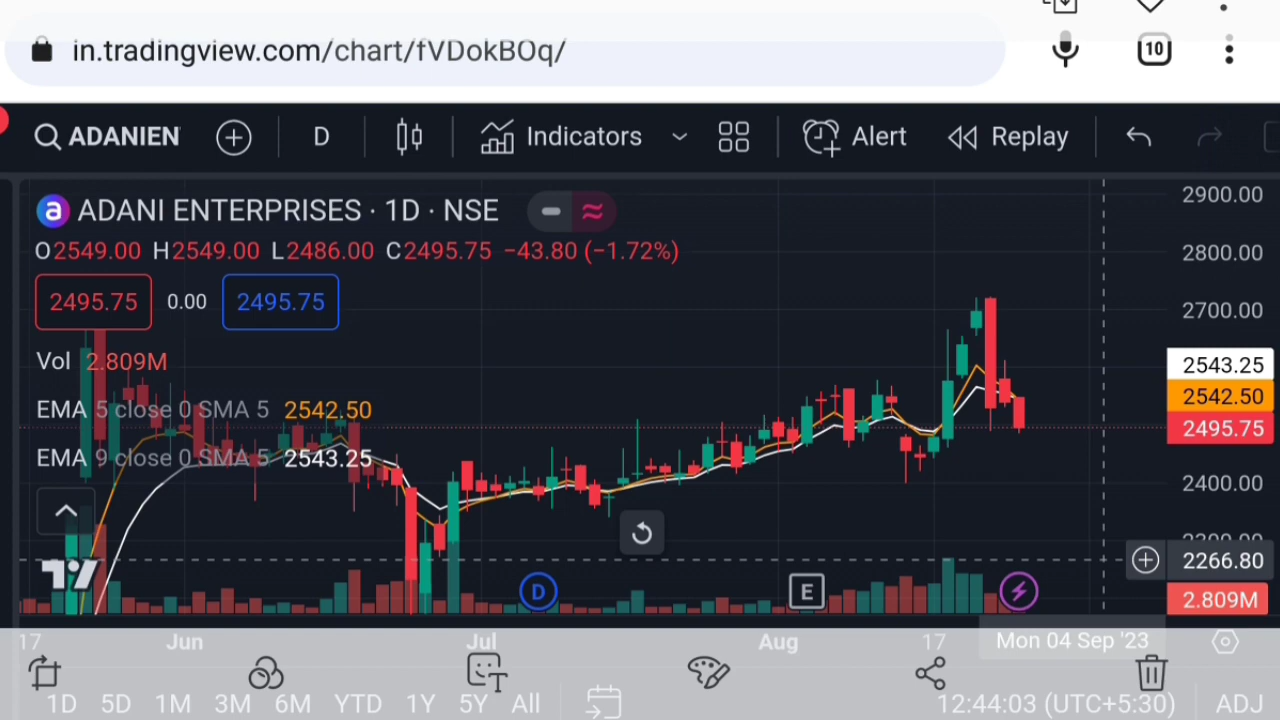 in.tradingview.com/chart/fVDokBOq/
10
ADANIEN
D
Indicators
Alert
Replay
ADANI ENTERPRISES · 1D · NSE
O2549.00 H2549.00 L2486.00 C2495.75 −43.80 (−1.72%)
2495.75 0.00 2495.75
Vol 2.809M
EMA 5 close 0 SMA 5 2542.50
EMA 9 close 0 SMA 5 2543.25
2900.00
2800.00
2700.00
2543.25
2542.50
2495.75
2400.00
2300.00
2266.80
2.809M
D
E
17 Jun Jul Aug 17 Mon 04 Sep '23
1D 5D 1M 3M 6M YTD 1Y 5Y All 12:44:03 (UTC+5:30) ADJ